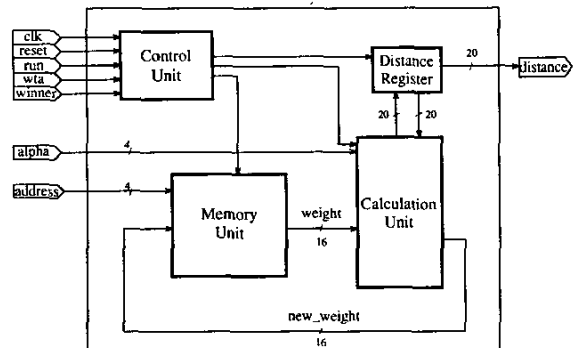 clk
reset
run
wta
winner
Control
Unit
Distance
Register
20
distance
20
20
alpha
4
address
4
Memory
Unit
weight
16
Calculation
Unit
new_weight
16